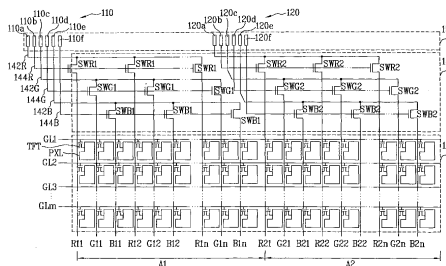 110b 110c 110d 110 120b 120c 120
110a 110e 120a 120d
110f 120e
120f
142R
144R
142G
144G
142B
144B
SWR1 SWR1 SWR1 SWR2 SWR2 SWR2
SWG1 SWG1 SWG1 SWG2 SWG2 SWG2
SWB1 SWB1 SWB1 SWB2 SWB2 SWB2
GL1
TFT
PXL
GL2
GL3
GLm
R11 G11 B11 R12 G12 B12 R1n G1n B1n R21 G21 B21 R22 G22 B22 R2n G2n B2n
A1 A2